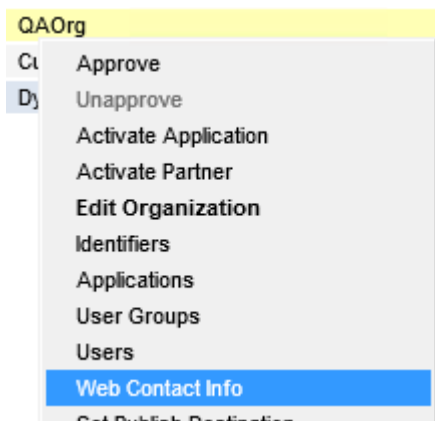 QAOrg
Approve
Unapprove
Activate Application
Activate Partner
Edit Organization
Identifiers
Applications
User Groups
Users
Web Contact Info